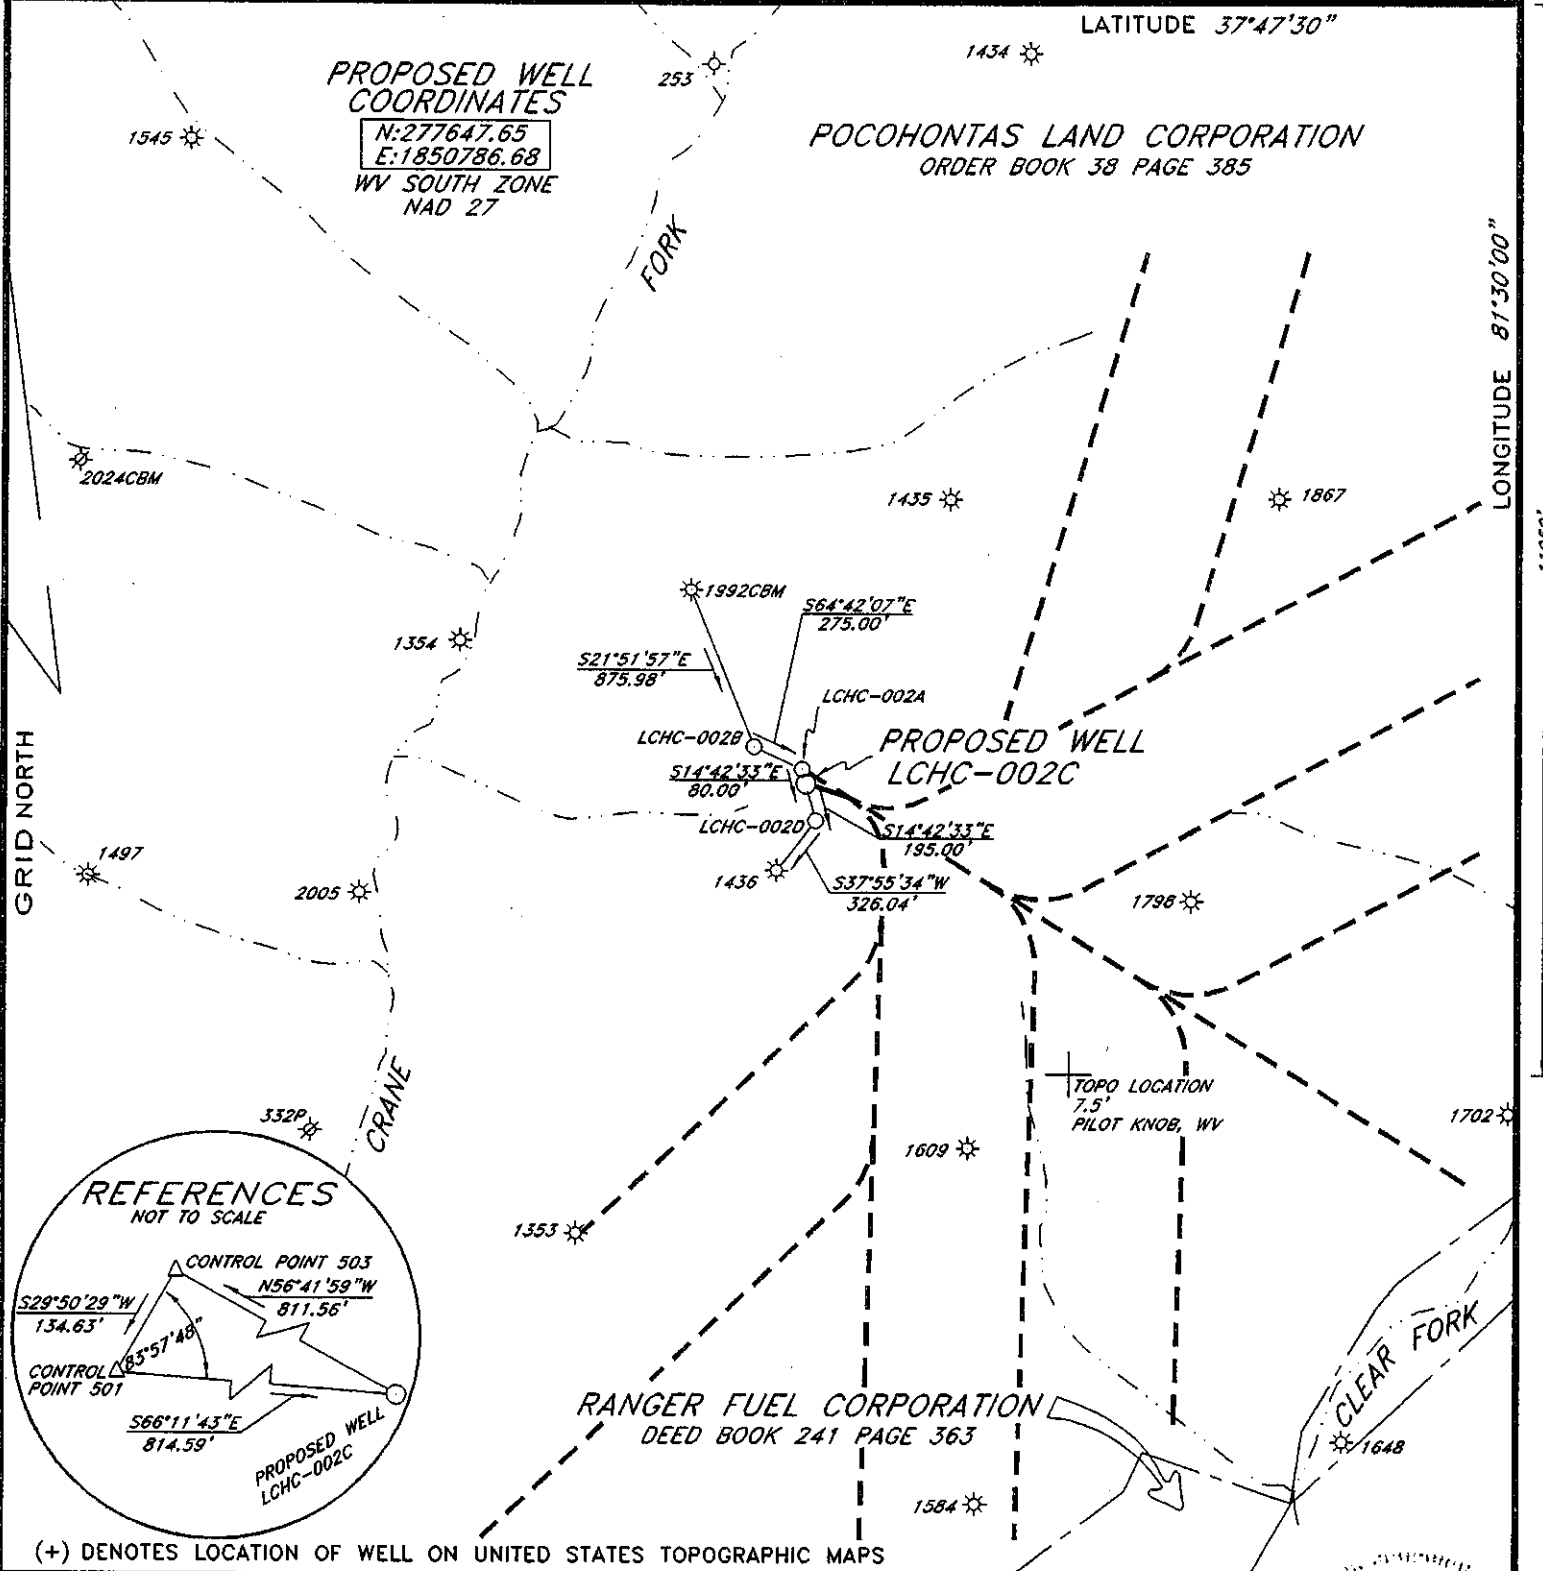 LATITUDE 37°47'30"
1434
253
PROPOSED WELL
COORDINATES
N:277647.65
E:1850786.68
WV SOUTH ZONE
NAD 27
1545
POCOHONTAS LAND CORPORATION
ORDER BOOK 38 PAGE 385
FORK
LONGITUDE 81°30'00"
2024CBM
1435
1867
1992CBM
S64°42'07"E
275.00'
1354
S21°51'57"E
875.98'
LCHC-002A
LCHC-002B
PROPOSED WELL
LCHC-002C
S14°42'33"E
80.00'
LCHC-002D
S14°42'33"E
195.00'
GRID NORTH
1497
2005
1436
S37°55'34"W
326.04'
1798
CRANE
TOPO LOCATION
7.5'
PILOT KNOB, WV
332P
1702
1609
REFERENCES
NOT TO SCALE
1353
CONTROL POINT 503
N56°41'59"W
811.56'
S29°50'29"W
134.63'
83°57'48"
CONTROL
POINT 501
S66°11'43"E
814.59'
PROPOSED WELL
LCHC-002C
RANGER FUEL CORPORATION
DEED BOOK 241 PAGE 363
CLEAR FORK
1648
1584
(+) DENOTES LOCATION OF WELL ON UNITED STATES TOPOGRAPHIC MAPS